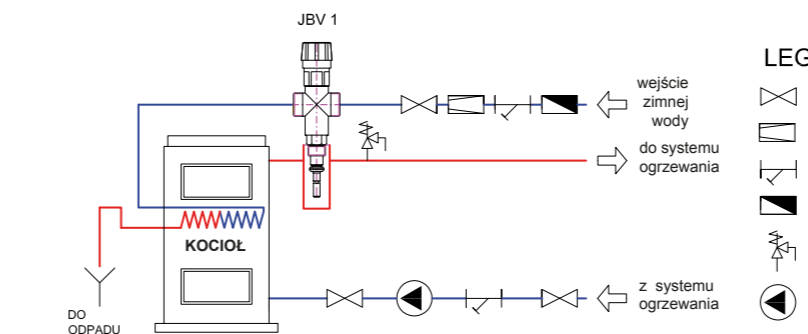 JBV 1
LEG
wejście
zimnej
wody
do systemu
ogrzewania
KOCIOŁ
z systemu
ogrzewania
DO
ODPADU